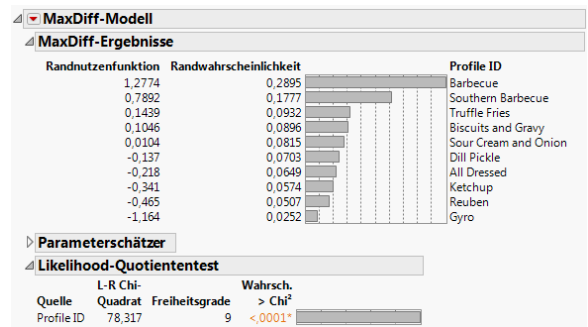 MaxDiff-Modell
MaxDiff-Ergebnisse
Randnutzenfunktion Randwahrscheinlichkeit Profile ID
1,2774 0,2895 Barbecue
0,7892 0,1777 Southern Barbecue
0,1439 0,0932 Truffle Fries
0,1046 0,0896 Biscuits and Gravy
0,0104 0,0815 Sour Cream and Onion
-0,137 0,0703 Dill Pickle
-0,218 0,0649 All Dressed
-0,341 0,0574 Ketchup
-0,465 0,0507 Reuben
-1,164 0,0252 Gyro
Parameterschätzer
Likelihood-Quotiententest
L-R Chi- Wahrsch.
Quelle Quadrat Freiheitsgrade > Chi²
Profile ID 78,317 9 <,0001*